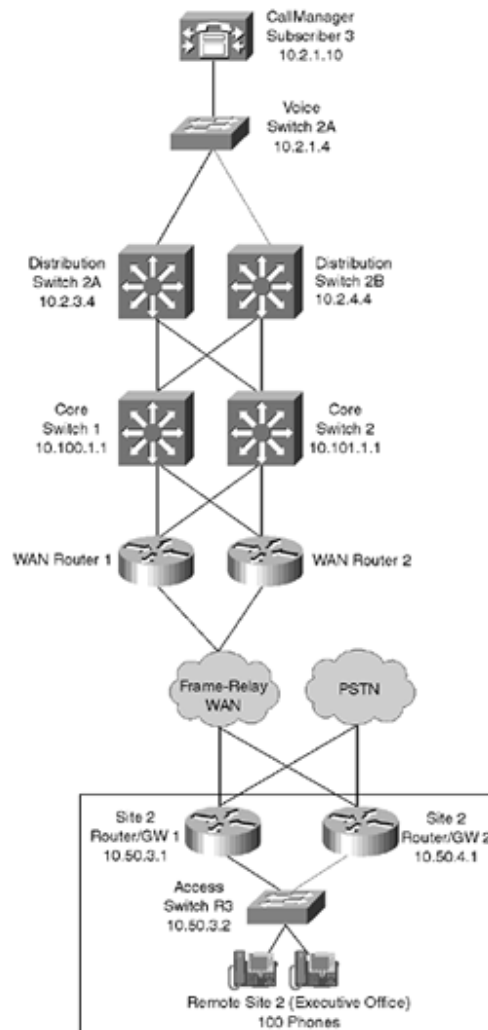 CallManager
Subscriber 3
10.2.1.10
Voice
Switch 2A
10.2.1.4
Distribution
Switch 2A
10.2.3.4
Distribution
Switch 2B
10.2.4.4
Core
Switch 1
10.100.1.1
Core
Switch 2
10.101.1.1
WAN Router 1
WAN Router 2
Frame-Relay
WAN
PSTN
Site 2
Router/GW 1
10.50.3.1
Site 2
Router/GW 2
10.50.4.1
Access
Switch R3
10.50.3.2
Remote Site 2 (Executive Office)
100 Phones